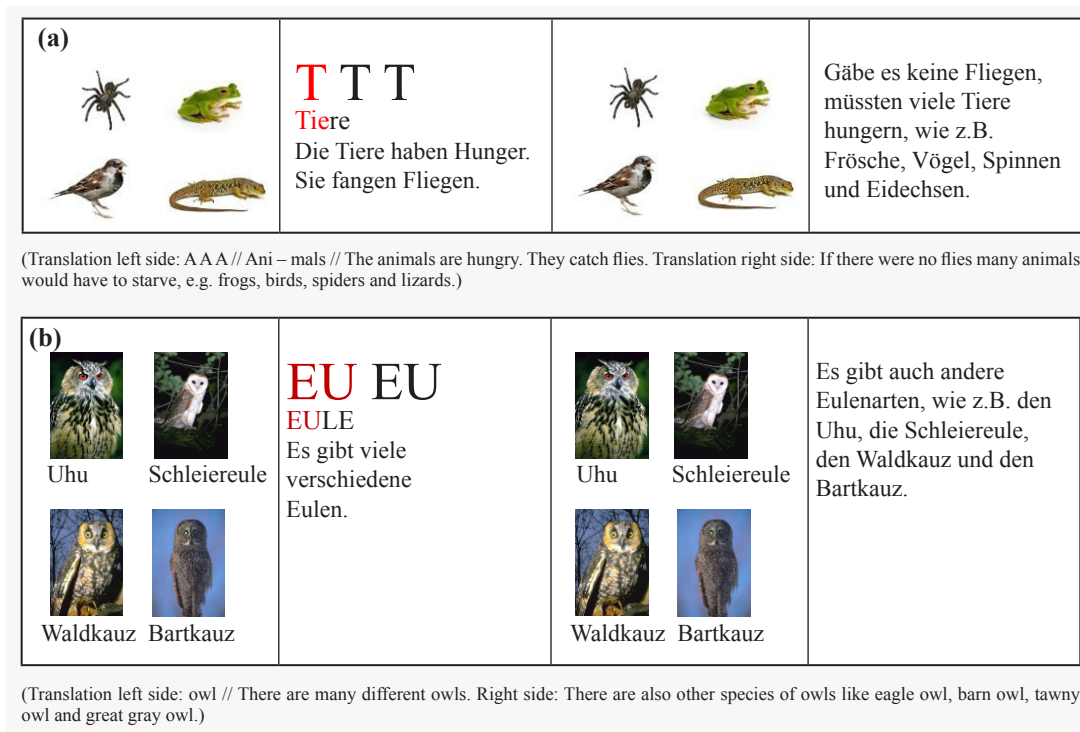 (a)
T T T
Tiere
Die Tiere haben Hunger.
Sie fangen Fliegen.
Gäbe es keine Fliegen,
müssten viele Tiere
hungern, wie z.B.
Frösche, Vögel, Spinnen
und Eidechsen.
(Translation left side: A A A // Ani – mals // The animals are hungry. They catch flies. Translation right side: If there were no flies many animals
would have to starve, e.g. frogs, birds, spiders and lizards.)
(b)
Uhu Schleiereule
Waldkauz Bartkauz
EU EU
EULE
Es gibt viele
verschiedene
Eulen.
Uhu Schleiereule
Waldkauz Bartkauz
Es gibt auch andere
Eulenarten, wie z.B. den
Uhu, die Schleiereule,
den Waldkauz und den
Bartkauz.
(Translation left side: owl // There are many different owls. Right side: There are also other species of owls like eagle owl, barn owl, tawny
owl and great gray owl.)